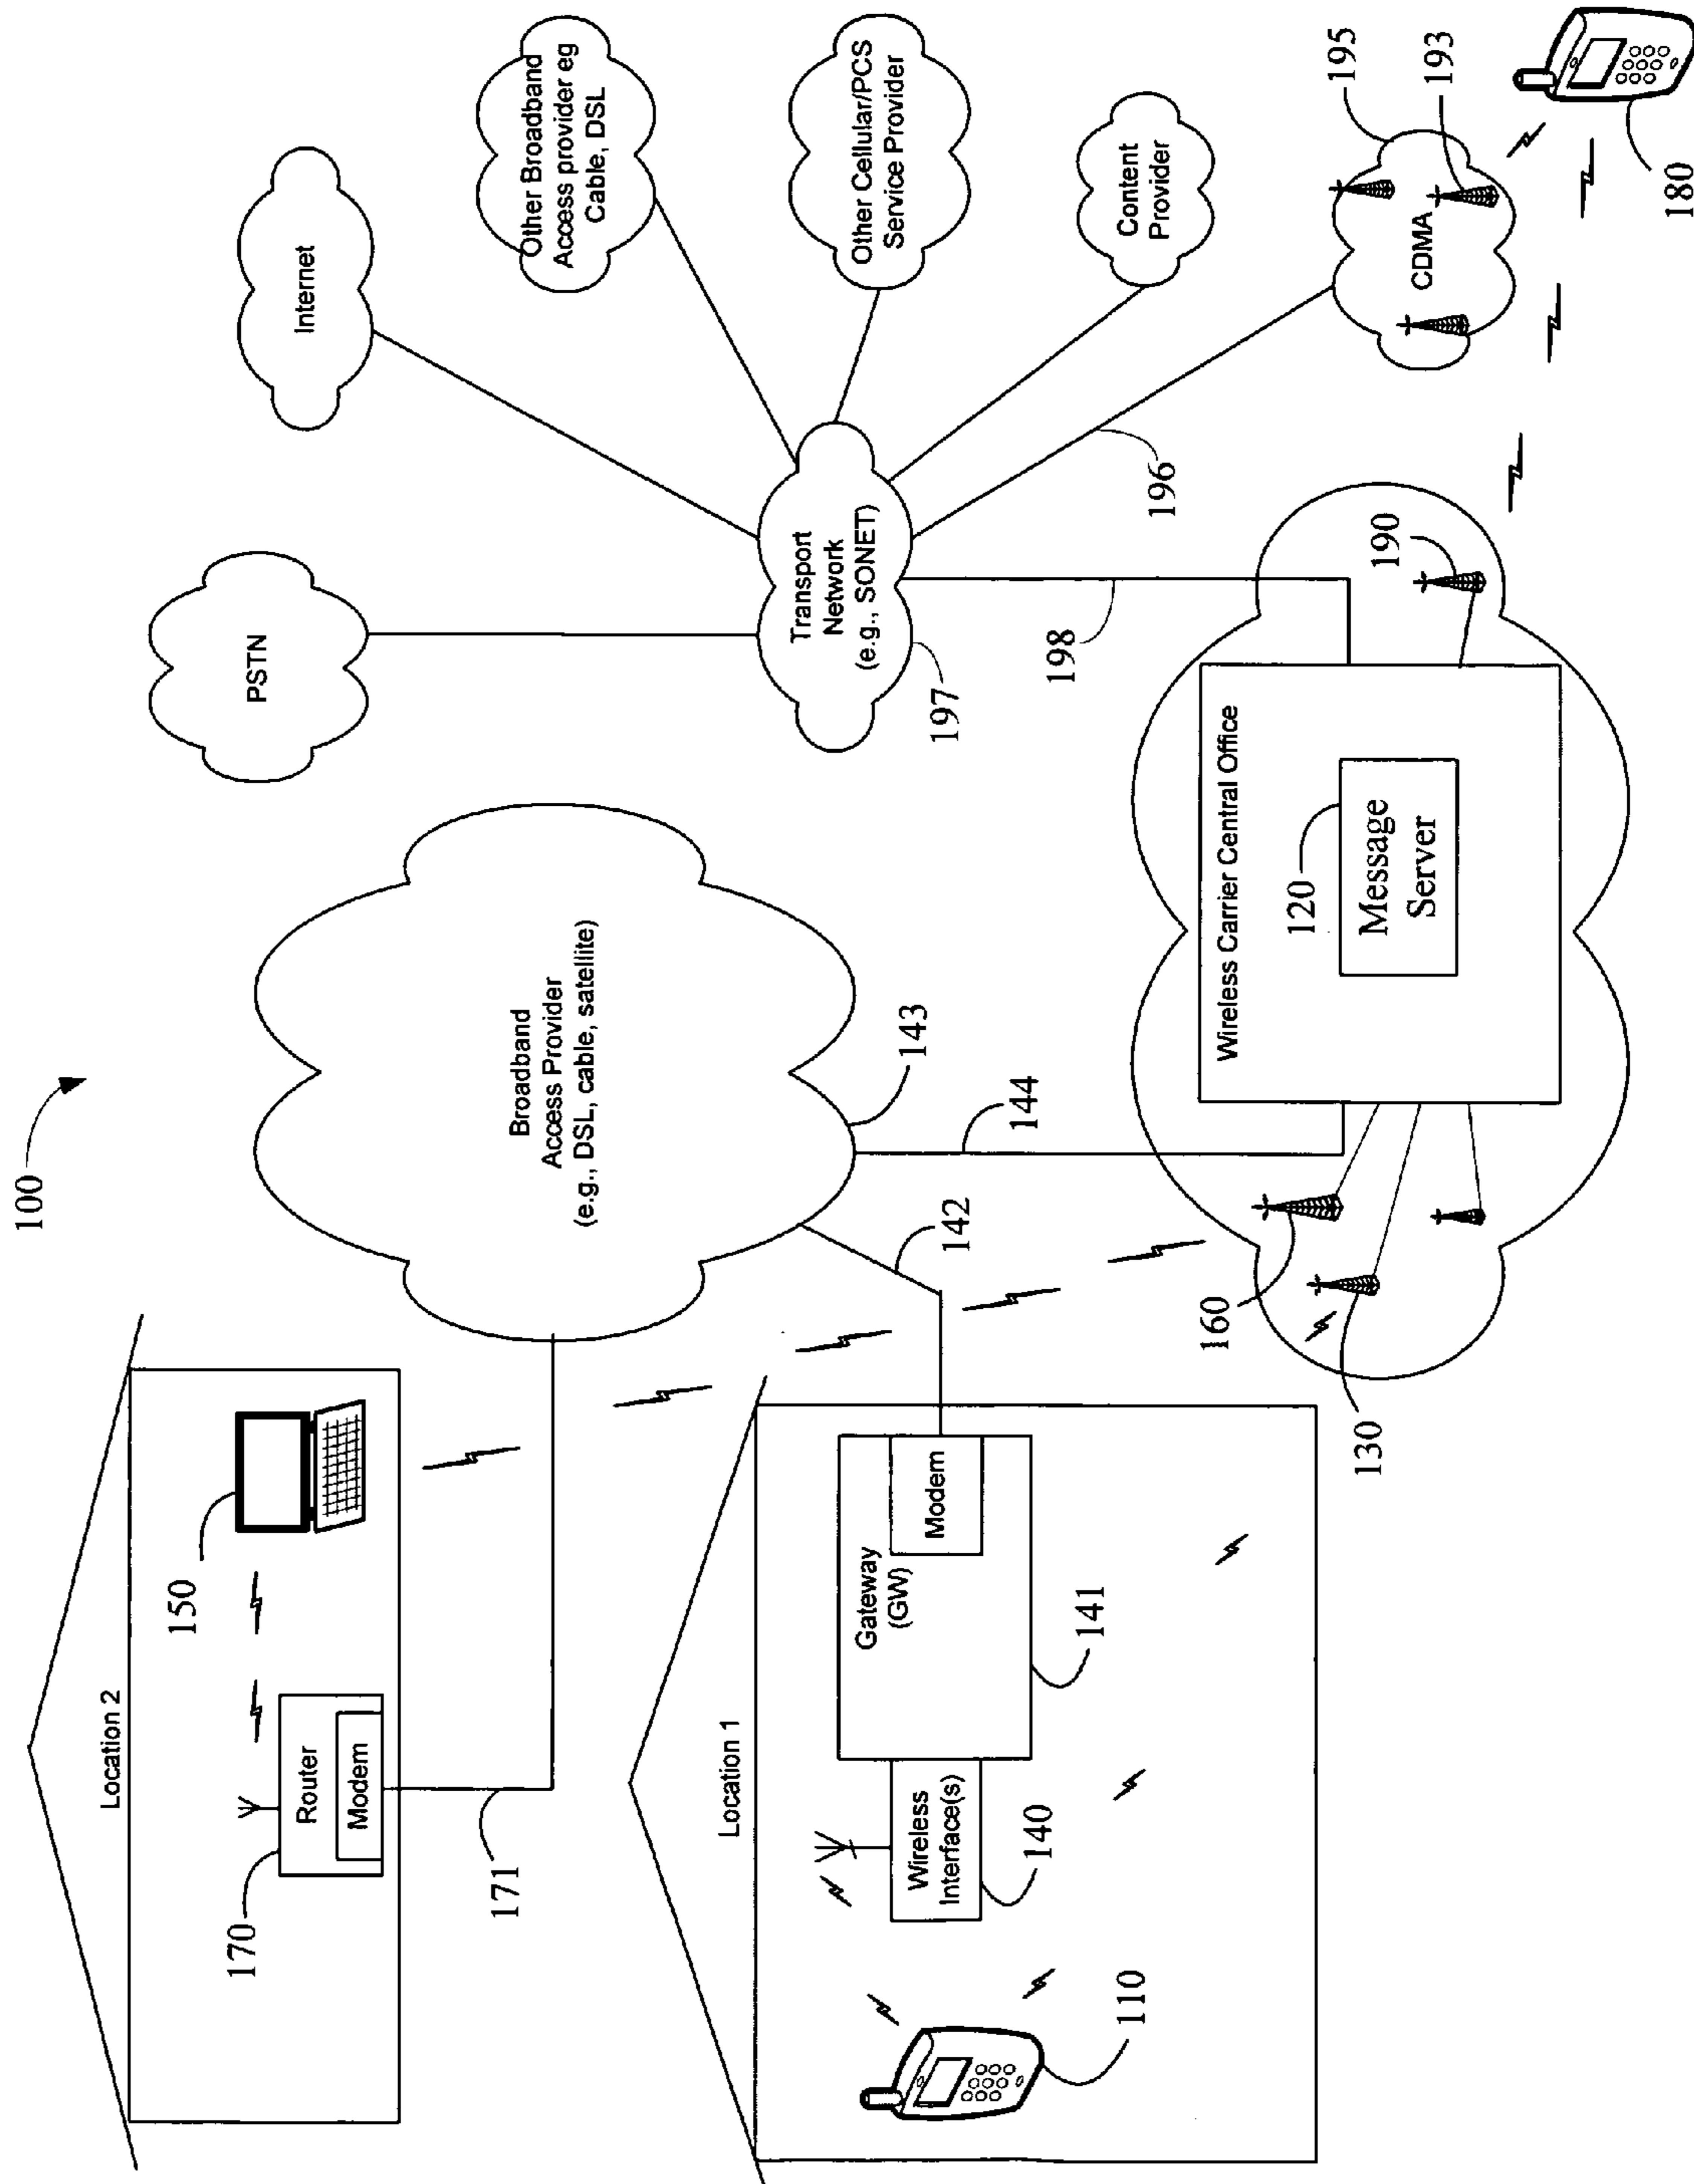 100
Location 2
170
Router
Modem
150
171
Location 1
Wireless
Interface(s)
140
Gateway
(GW)
Modem
141
110
142
Broadband
Access Provider
(e.g., DSL, cable, satellite)
143
144
PSTN
Internet
Other Broadband
Access provider eg
Cable, DSL
Other Cellular/PCS
Service Provider
Content
Provider
Transport
Network
(e.g., SONET)
197
198
196
CDMA
195
193
180
160
130
Wireless Carrier Central Office
120
Message
Server
190